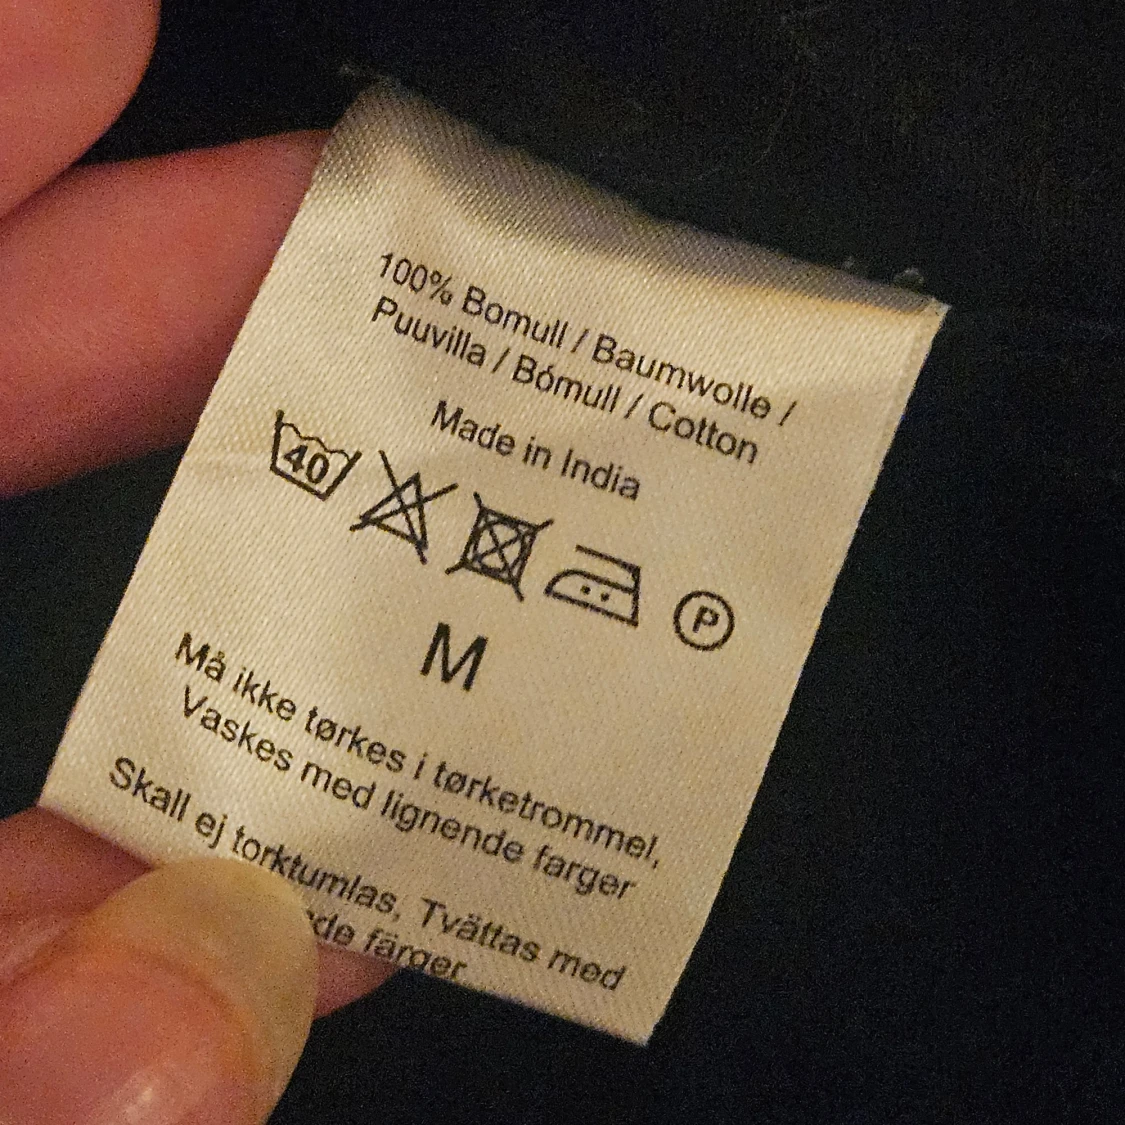 100% Bomull / Baumwolle /
Puuvilla / Bómull / Cotton
Made in India
40
P
M
Må ikke tørkes i tørketrommel,
Vaskes med lignende farger
Skall ej torktumlas, Tvättas med
färger